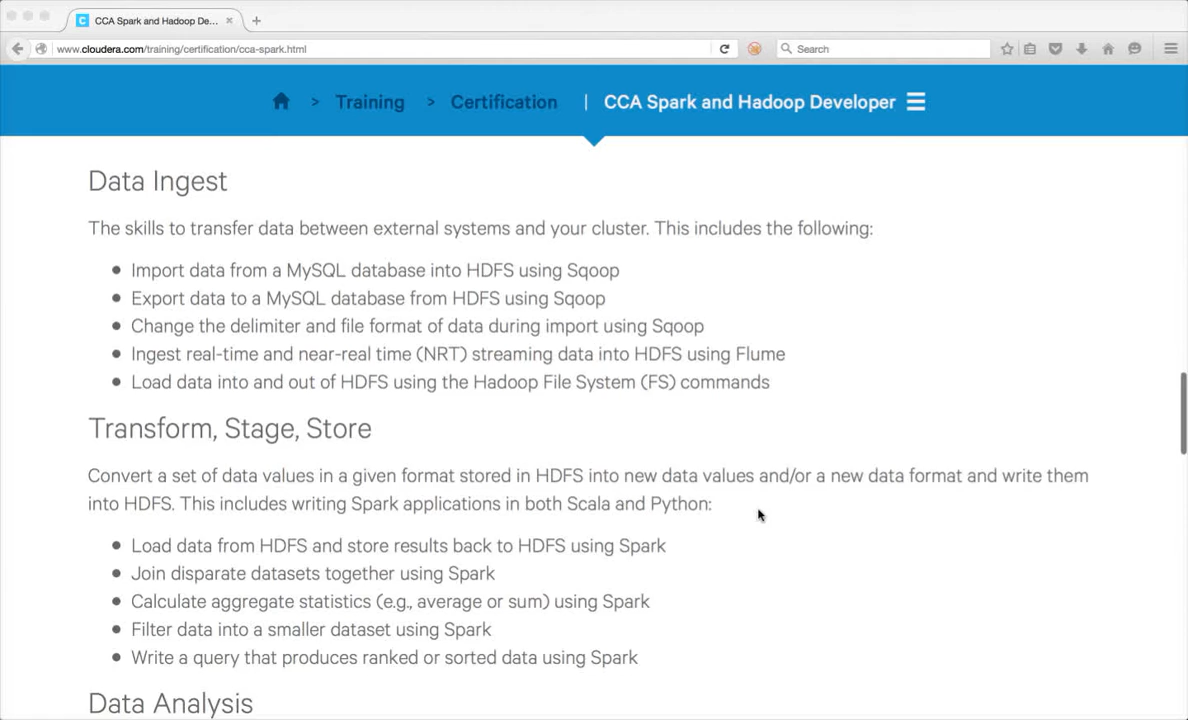 CCA Spark and Hadoop De...
www.cloudera.com/training/certification/cca-spark.html
Search
> Training > Certification | CCA Spark and Hadoop Developer
Data Ingest
The skills to transfer data between external systems and your cluster. This includes the following:
• Import data from a MySQL database into HDFS using Sqoop
• Export data to a MySQL database from HDFS using Sqoop
• Change the delimiter and file format of data during import using Sqoop
• Ingest real-time and near-real time (NRT) streaming data into HDFS using Flume
• Load data into and out of HDFS using the Hadoop File System (FS) commands
Transform, Stage, Store
Convert a set of data values in a given format stored in HDFS into new data values and/or a new data format and write them
into HDFS. This includes writing Spark applications in both Scala and Python:
• Load data from HDFS and store results back to HDFS using Spark
• Join disparate datasets together using Spark
• Calculate aggregate statistics (e.g., average or sum) using Spark
• Filter data into a smaller dataset using Spark
• Write a query that produces ranked or sorted data using Spark
Data Analysis